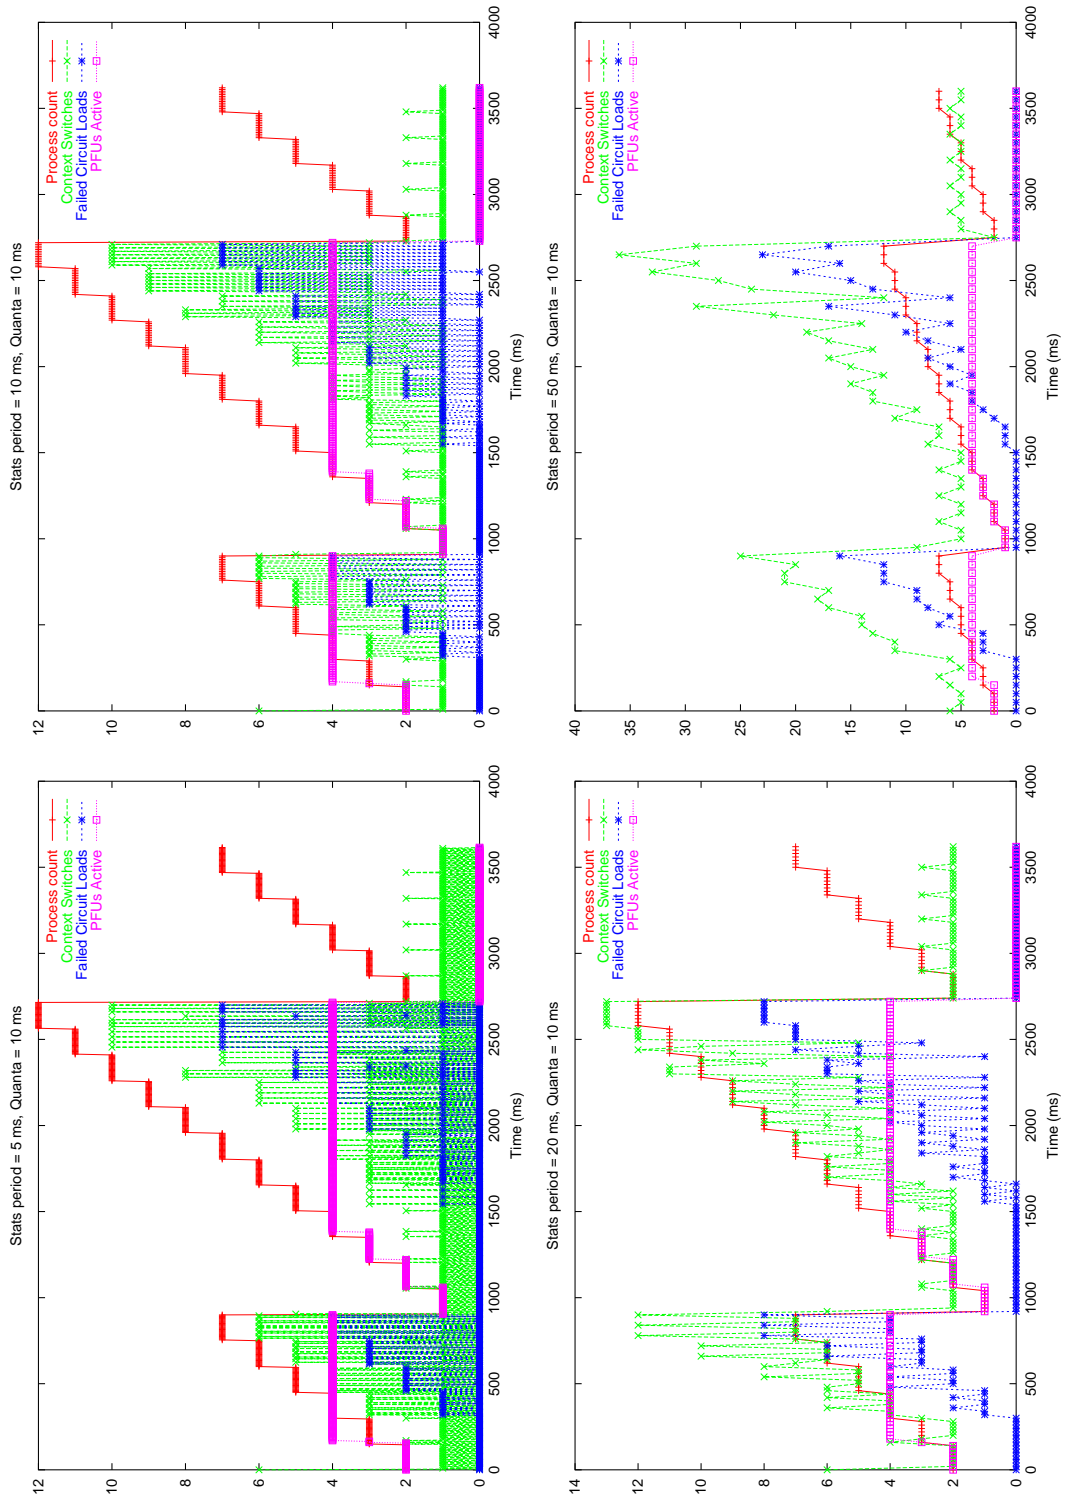 Stats period = 5 ms, Quanta = 10 ms
12
10
8
6
4
2
0
0 500 1000 1500 2000 2500 3000 3500 4000
Time (ms)
Process count
Context Switches
Failed Circuit Loads
PFUs Active
Stats period = 10 ms, Quanta = 10 ms
12
10
8
6
4
2
0
0 500 1000 1500 2000 2500 3000 3500 4000
Time (ms)
Process count
Context Switches
Failed Circuit Loads
PFUs Active
Stats period = 20 ms, Quanta = 10 ms
14
12
10
8
6
4
2
0
0 500 1000 1500 2000 2500 3000 3500 4000
Time (ms)
Process count
Context Switches
Failed Circuit Loads
PFUs Active
Stats period = 50 ms, Quanta = 10 ms
40
35
30
25
20
15
10
5
0
0 500 1000 1500 2000 2500 3000 3500 4000
Time (ms)
Process count
Context Switches
Failed Circuit Loads
PFUs Active